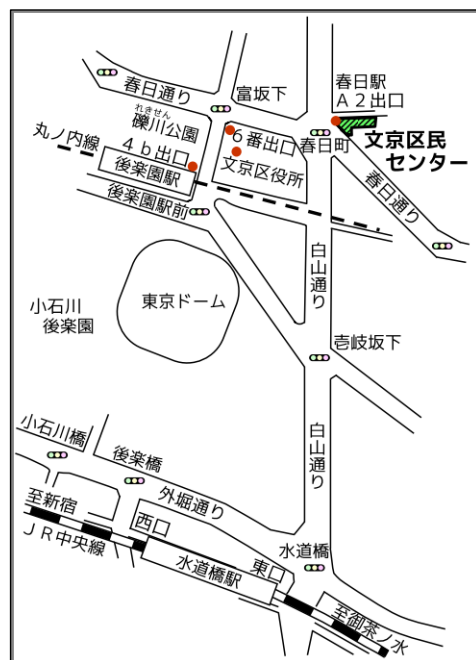 春日通り
富坂下
春日駅
A2出口
れきせん
礫川公園
6番出口
春日町
文京区民
センター
丸ノ内線
4b出口
文京区役所
後楽園駅
春日通り
後楽園駅前
白山通り
東京ドーム
小石川
後楽園
壱岐坂下
白山通り
小石川橋
後楽橋
外堀通り
至新宿
西口
JR中央線
水道橋
東口
水道橋駅
至御茶ノ水